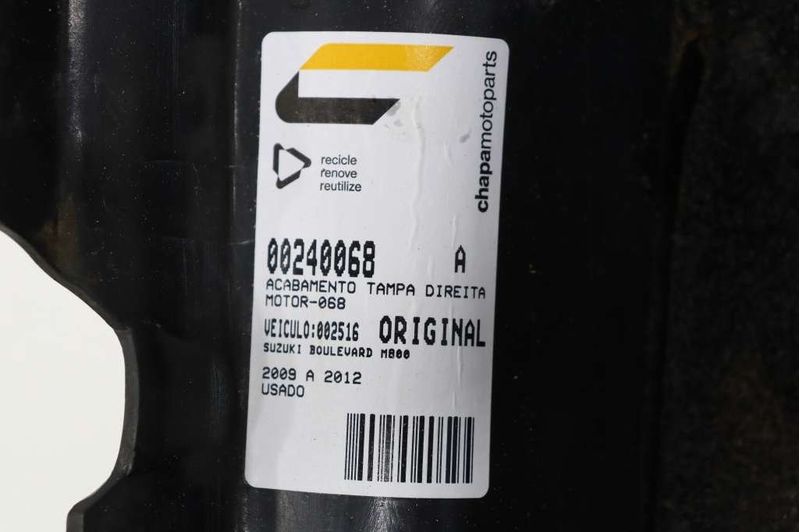 chapamotoparts
recicle
renove
reutilize
00240068 A
ACABAMENTO TAMPA DIREITA
MOTOR-068
VEICULO:002516 ORIGINAL
SUZUKI BOULEVARD M800
2009 A 2012
USADO